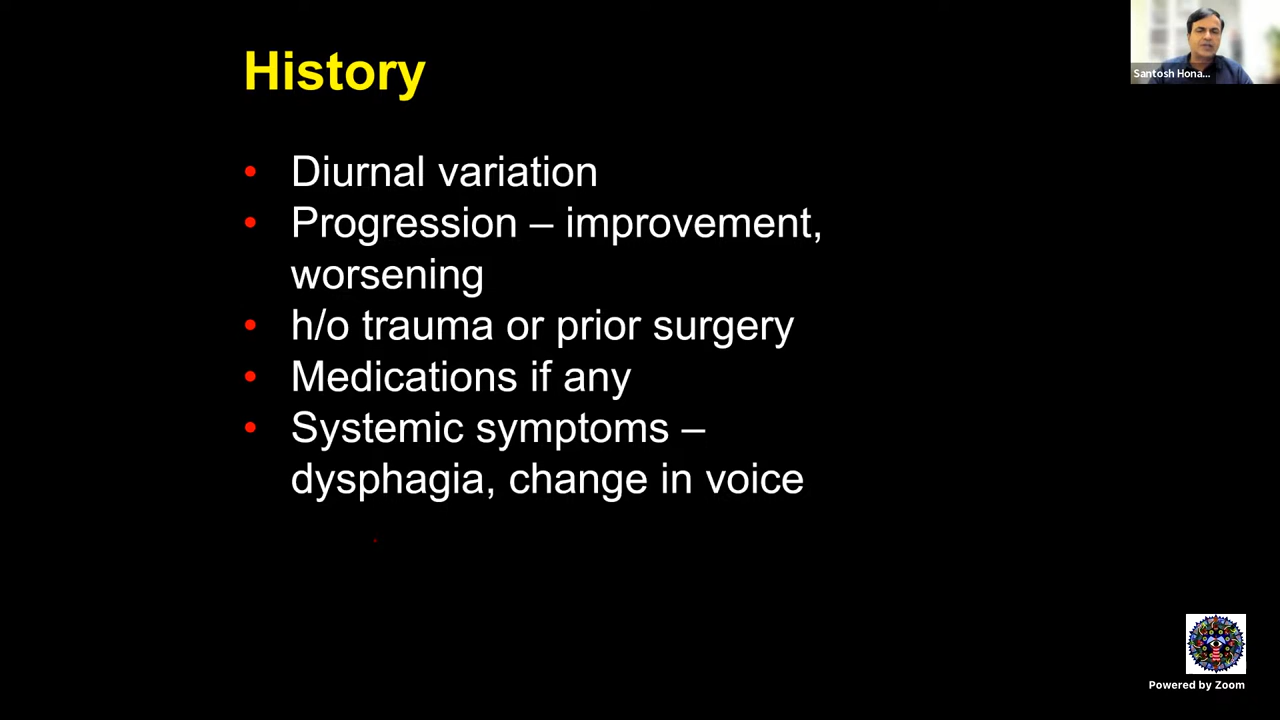 History
• Diurnal variation
• Progression – improvement,
worsening
• h/o trauma or prior surgery
• Medications if any
• Systemic symptoms –
dysphagia, change in voice
Santosh Hona...
Powered by Zoom